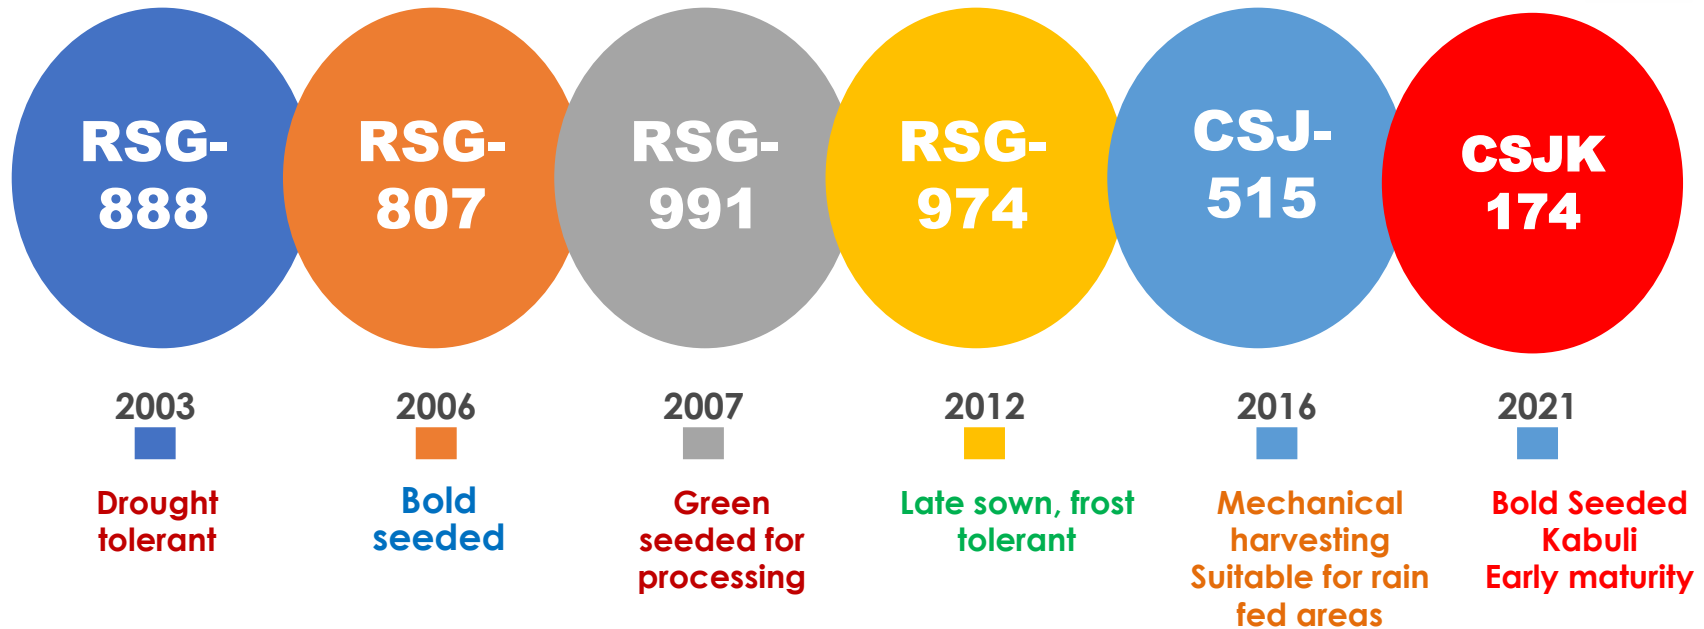 RSG-
888
RSG-
807
RSG-
991
RSG-
974
CSJ-
515
CSJK
174
2003
2006
2007
2012
2016
2021
Drought
tolerant
Bold
seeded
Green
seeded for
processing
Late sown, frost
tolerant
Mechanical
harvesting
Suitable for rain
fed areas
Bold Seeded
Kabuli
Early maturity